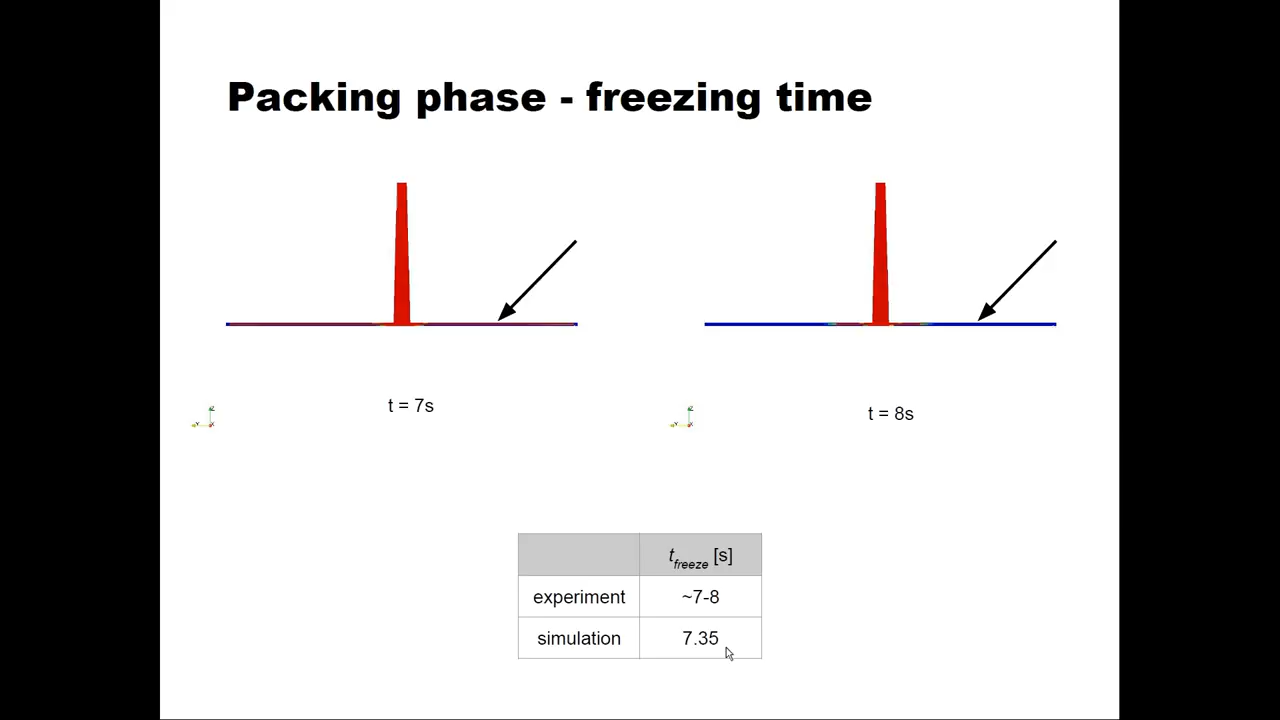 Packing phase - freezing time
t = 7s
t = 8s
Z
Y
X
Z
Y
X
tfreeze [s]
experiment ~7-8
simulation 7.35